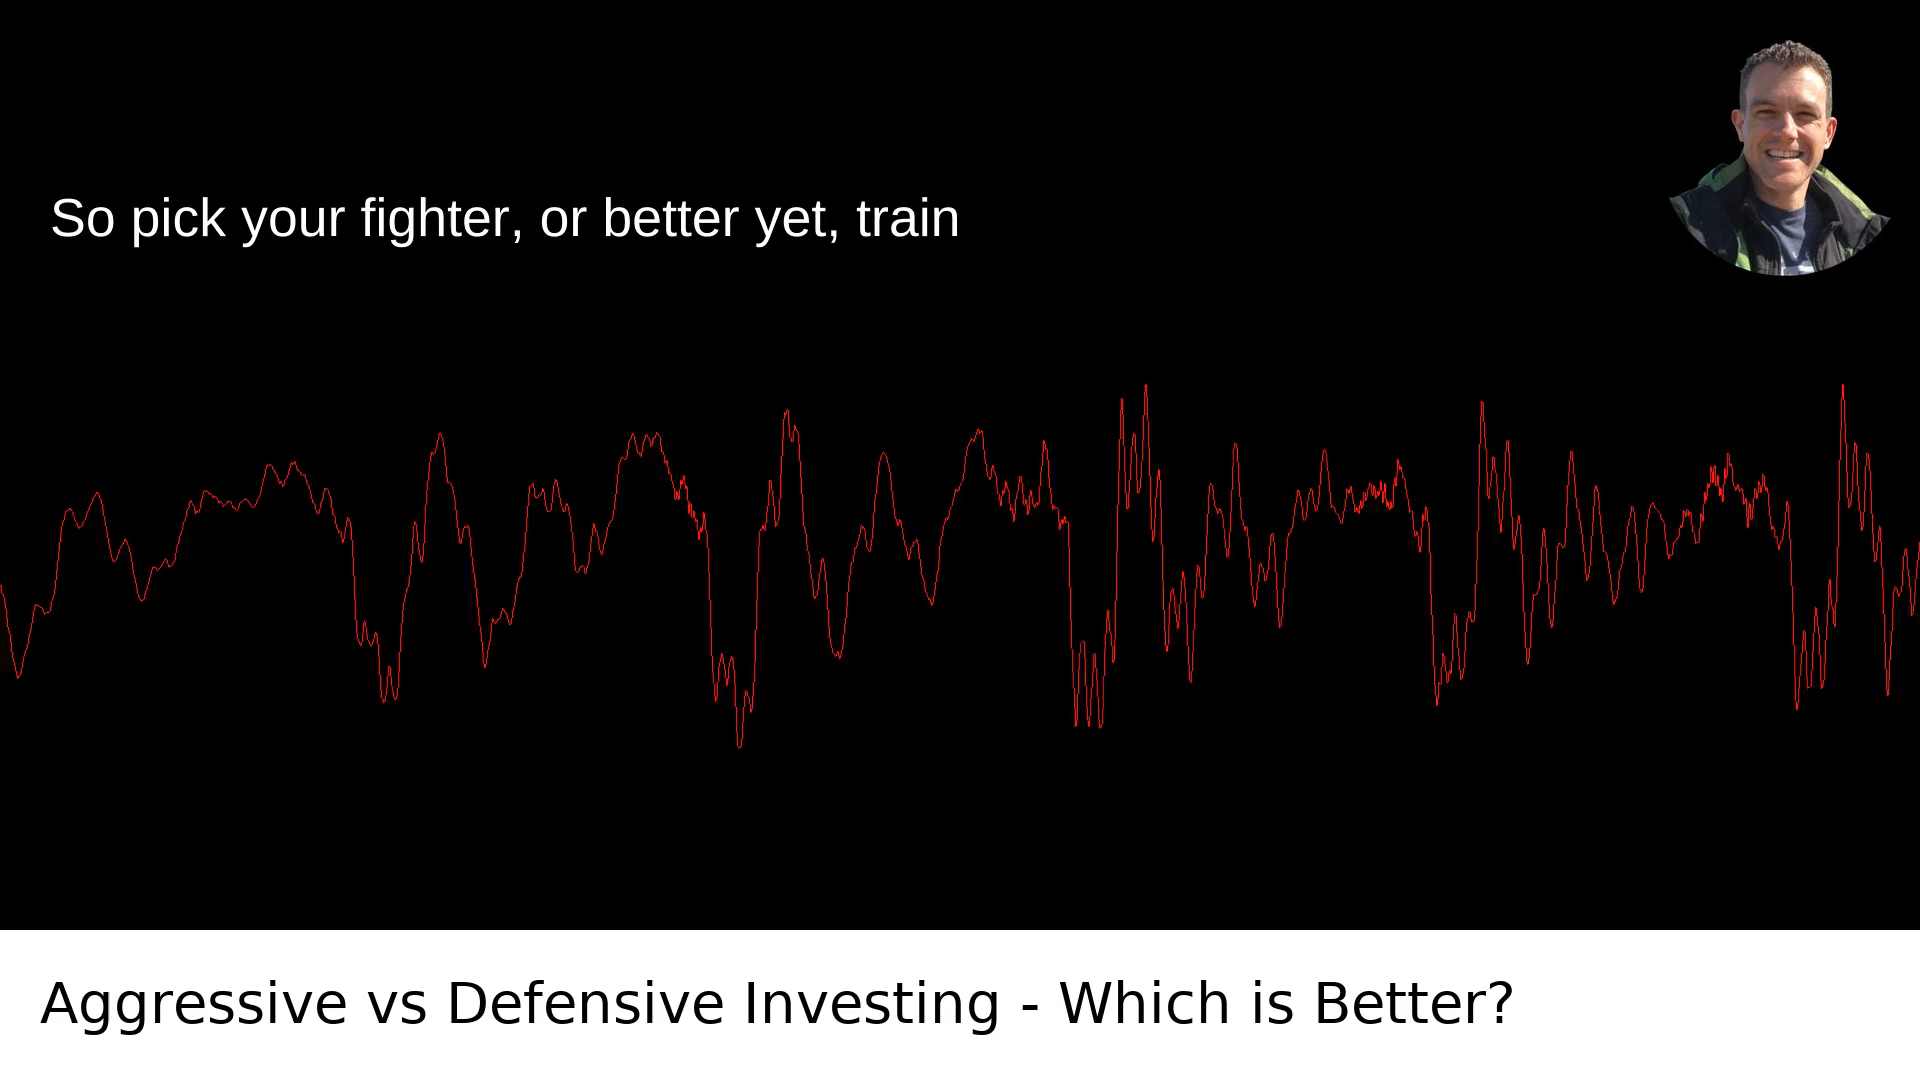 So pick your fighter, or better yet, train
Aggressive vs Defensive Investing - Which is Better?